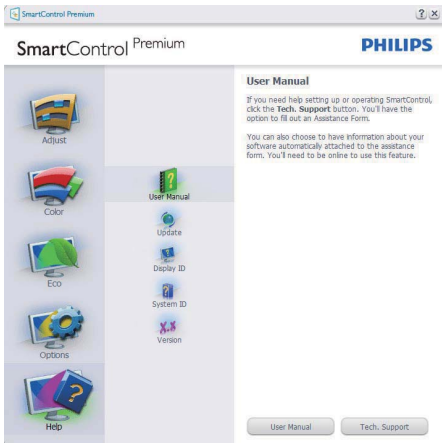 SmartControl Premium
? ×
SmartControl Premium
PHILIPS
Adjust
Color
Eco
Options
Help
User Manual
Update
Display ID
System ID
X.X
Version
User Manual
If you need help setting up or operating SmartControl,
click the Tech. Support button. You'll have the
option to fill out an Assistance Form.
You can also choose to have information about your
software automatically attached to the assistance
form. You'll need to be online to use this feature.
User Manual
Tech. Support